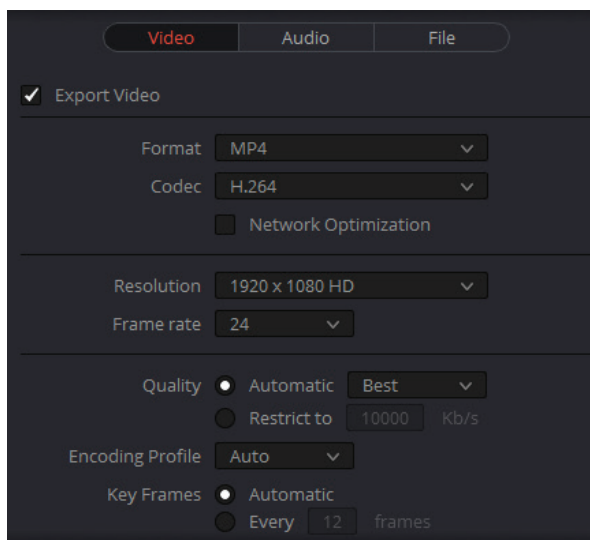 Video Audio File
Export Video
Format MP4
Codec H.264
Network Optimization
Resolution 1920 x 1080 HD
Frame rate 24
Quality Automatic Best
Restrict to 10000 Kb/s
Encoding Profile Auto
Key Frames Automatic
Every 12 frames